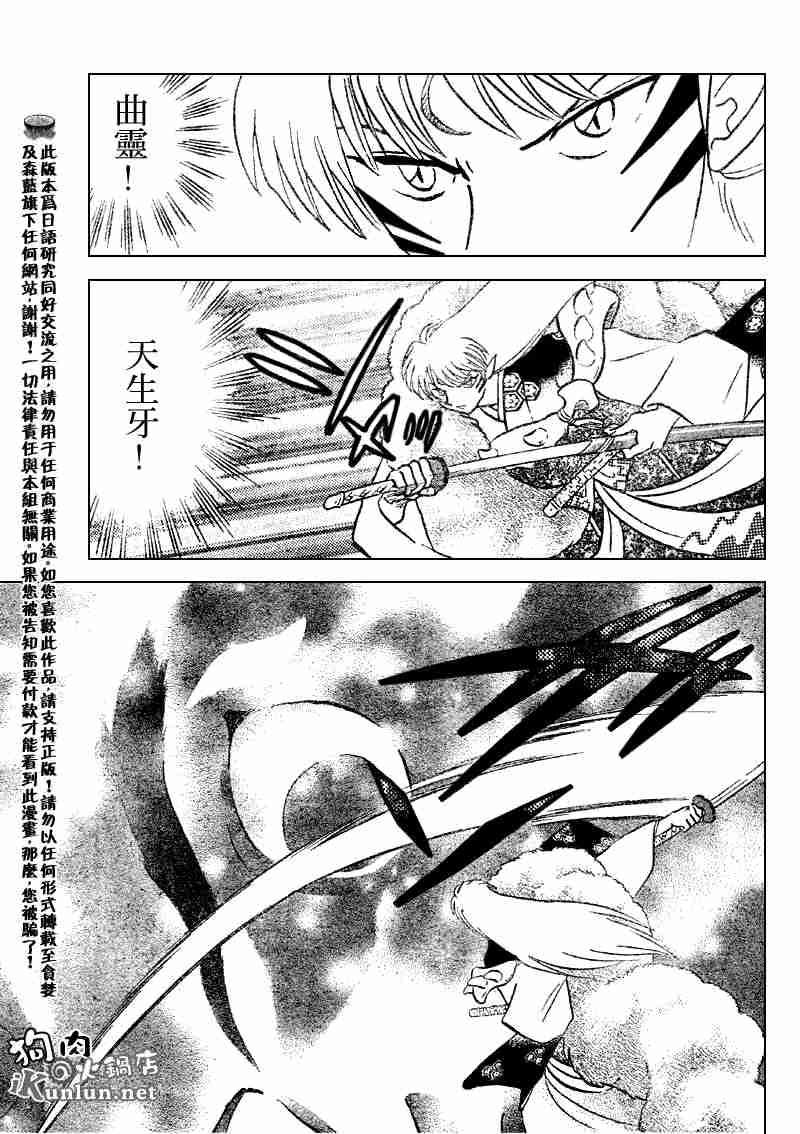 曲靈！
天生牙！
此版本爲日語研究同好交流之用，請勿用于任何商業用途。如您喜歡此作品，請支持正版！請勿以任何形式轉載至貪婪
及森藍旗下任何網站，謝謝！一切法律責任與本組無關。如果您被告知需要付款才能看到此漫畫，那麽，您被騙了！
狗肉火鍋店
iKunlun.net